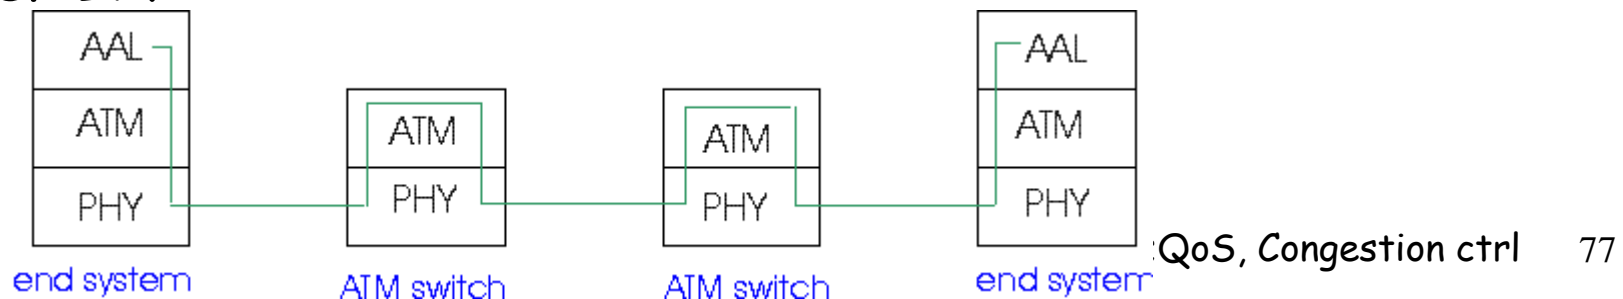 AAL
ATM
PHY
end system
ATM
PHY
ATM switch
ATM
PHY
ATM switch
AAL
ATM
PHY
end system
:QoS, Congestion ctrl 77